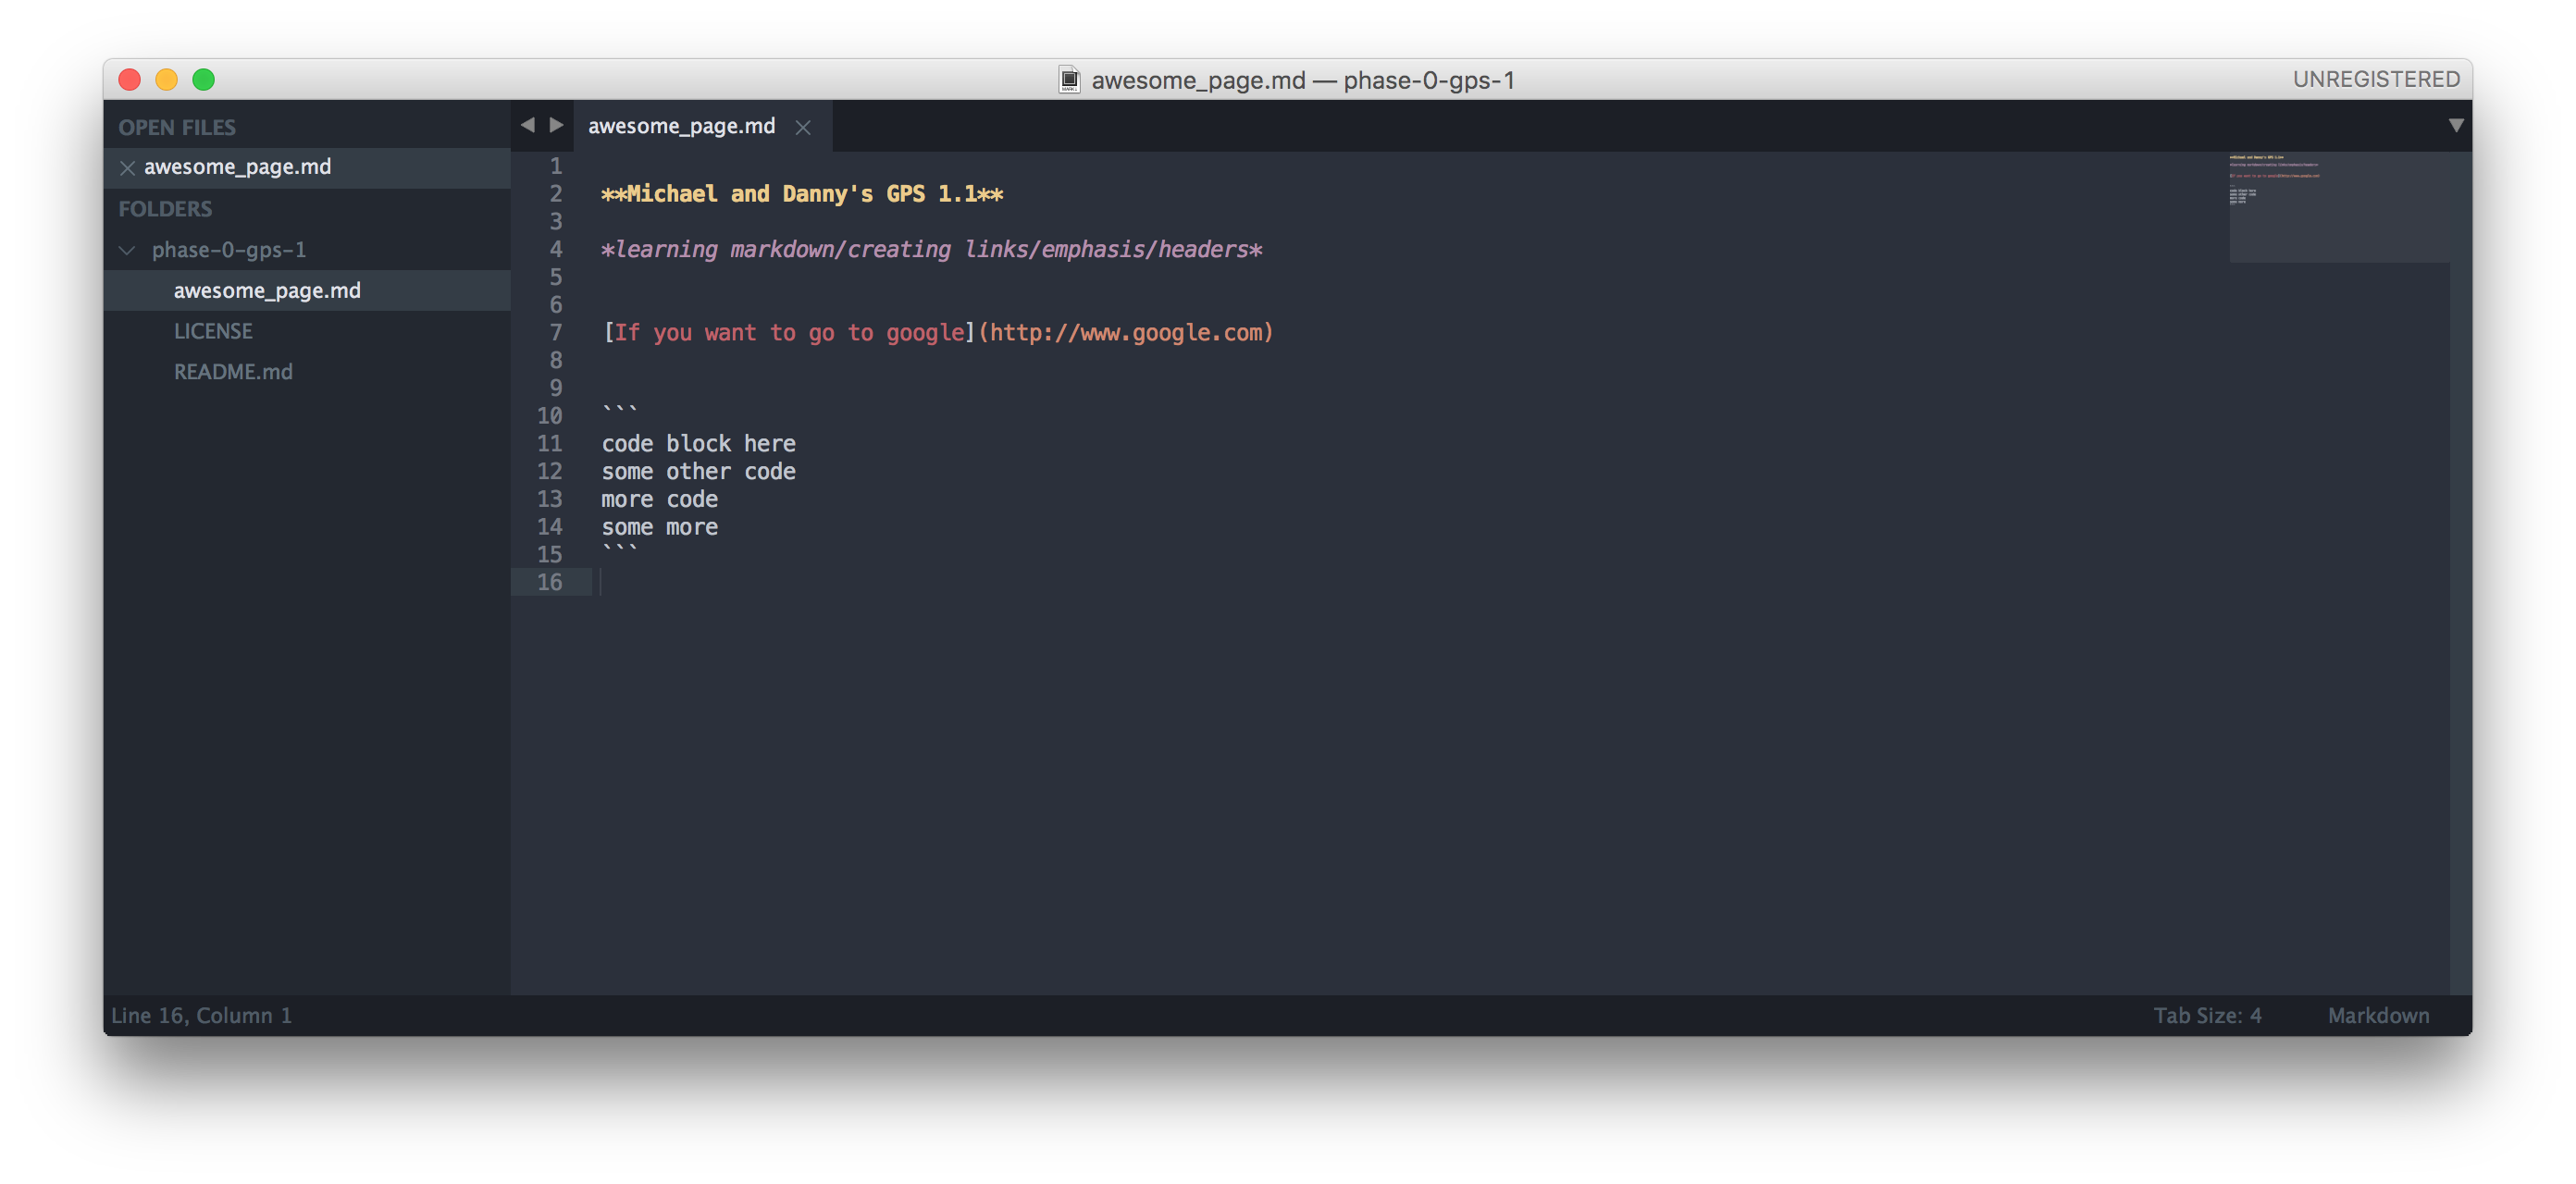 awesome_page.md — phase-0-gps-1
UNREGISTERED
OPEN FILES
awesome_page.md
FOLDERS
phase-0-gps-1
awesome_page.md
LICENSE
README.md
awesome_page.md
1
2 **Michael and Danny's GPS 1.1**
3
4 *learning markdown/creating links/emphasis/headers*
5
6
7 [If you want to go to google](http://www.google.com)
8
9
10 ```
11 code block here
12 some other code
13 more code
14 some more
15 ```
16
Line 16, Column 1
Tab Size: 4
Markdown